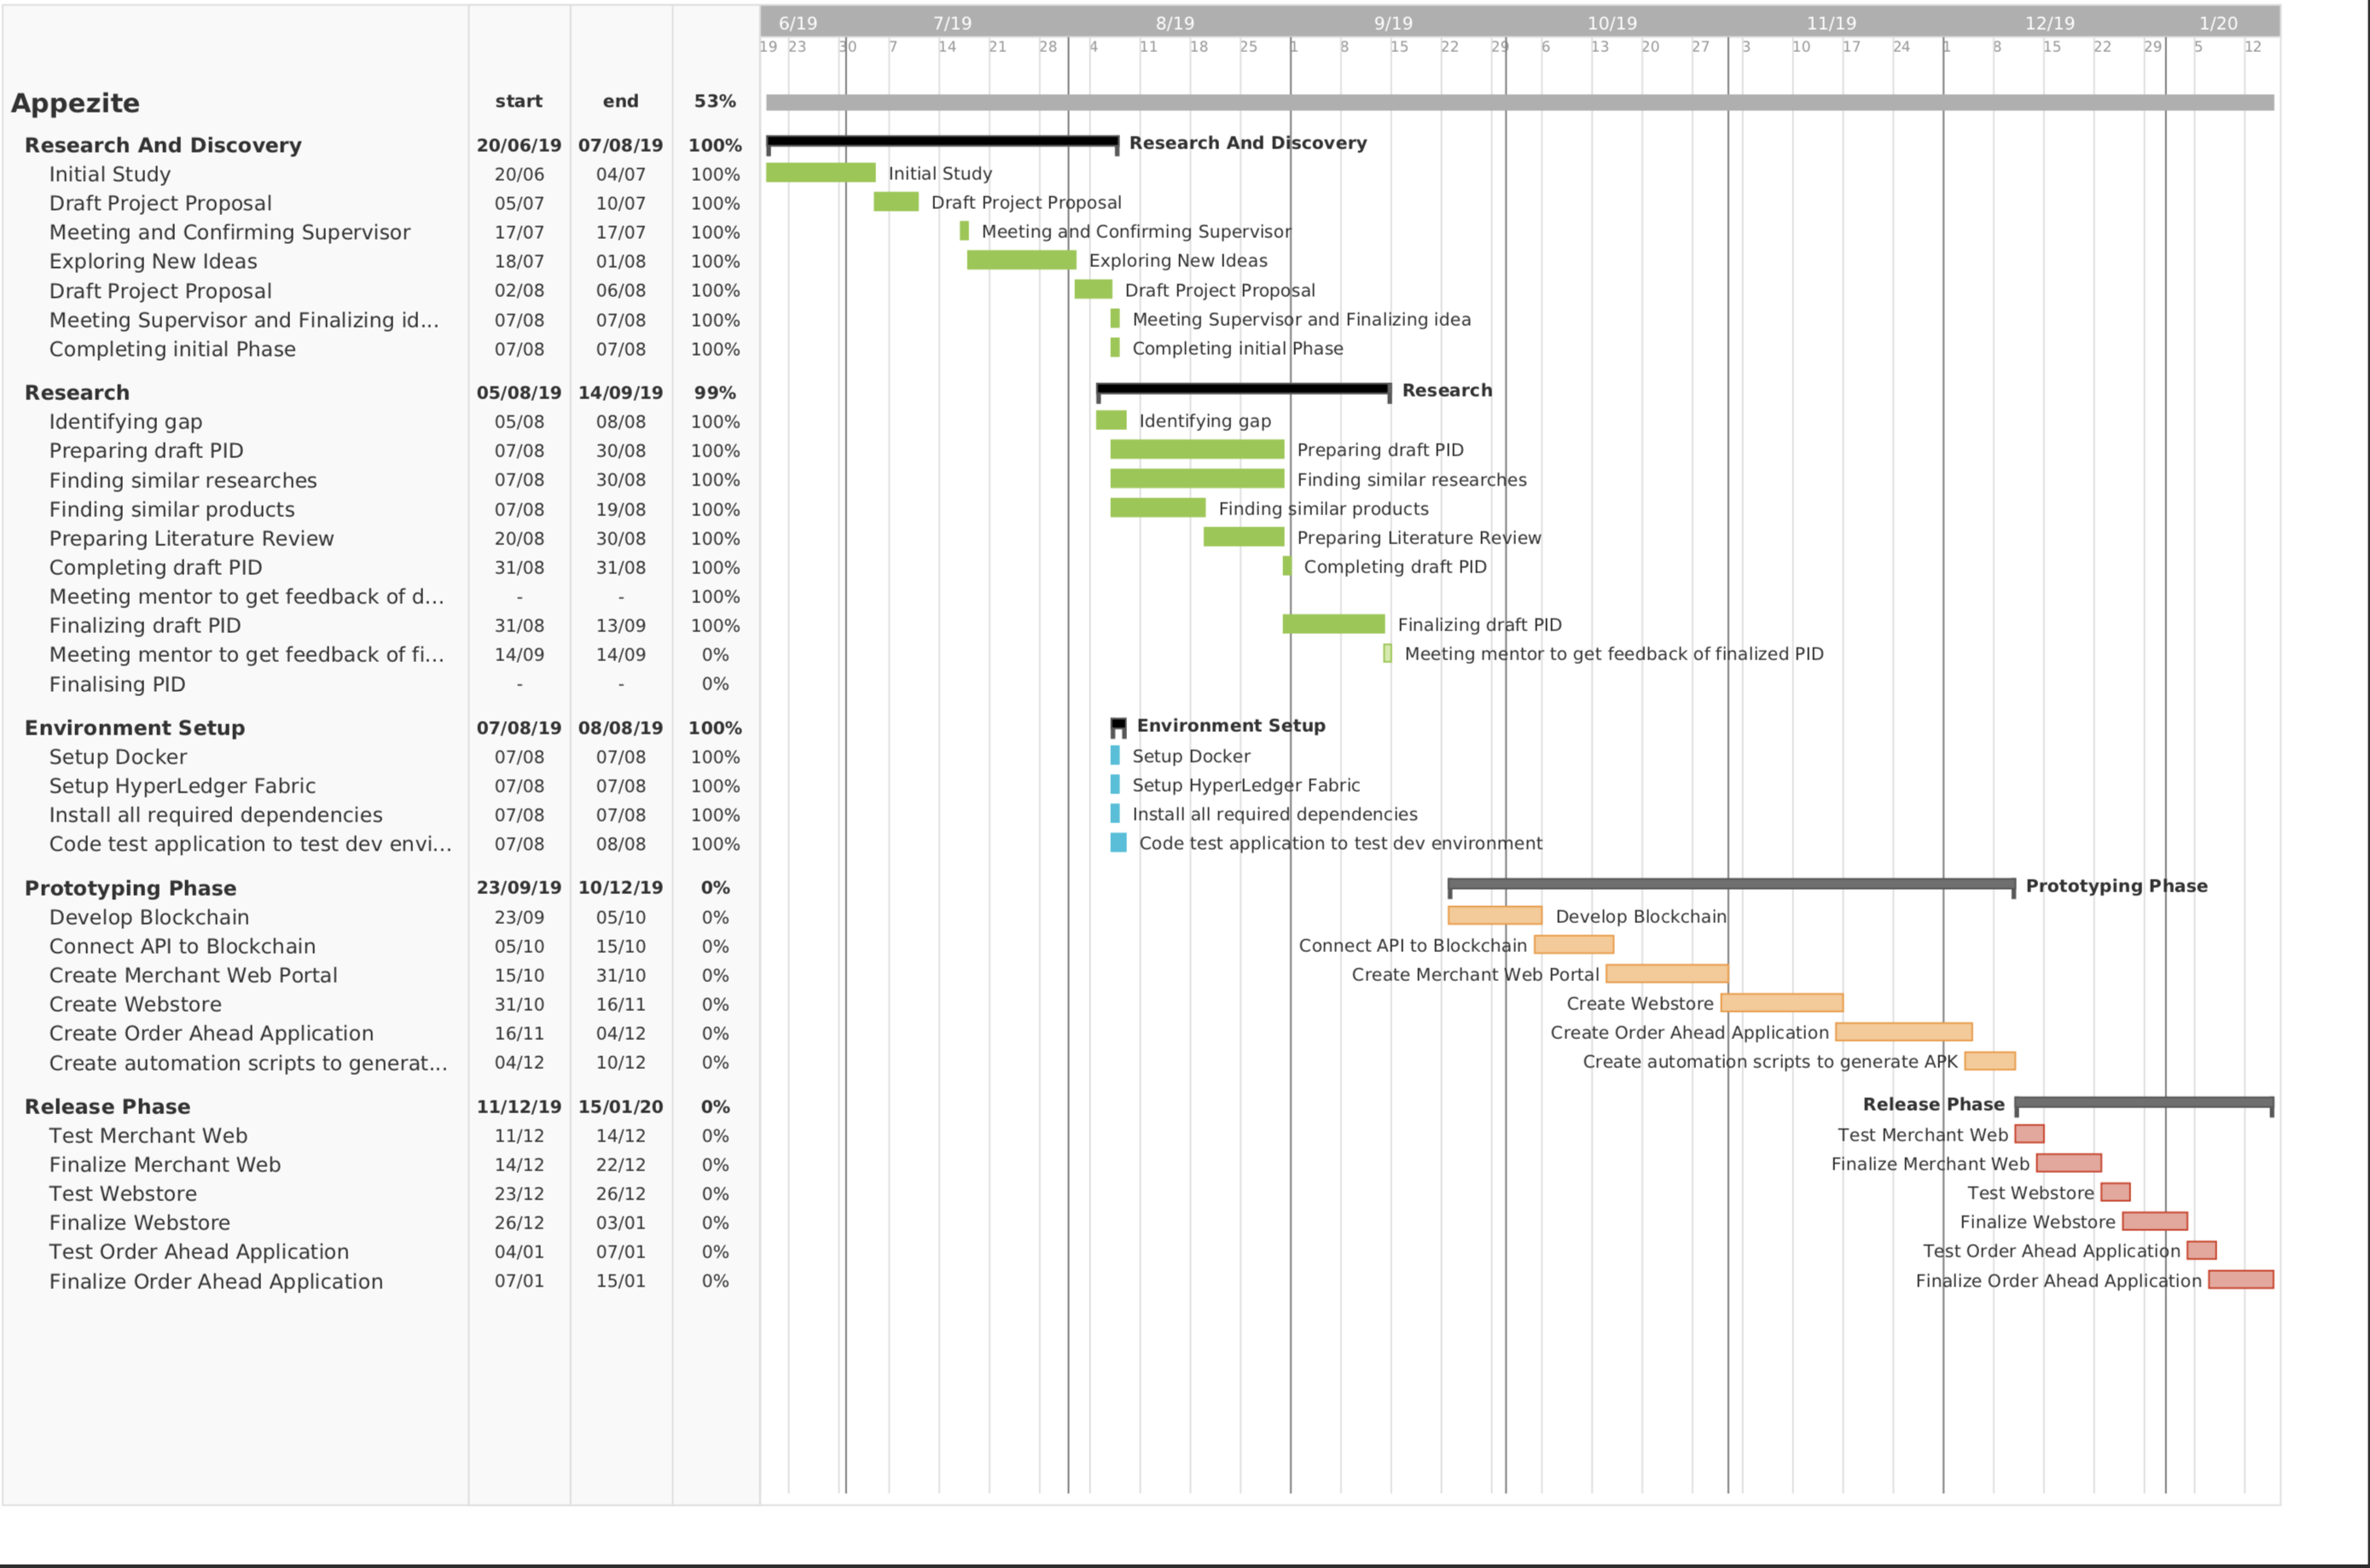 6/19 7/19 8/19 9/19 10/19 11/19 12/19 1/20
19 23 30 7 14 21 28 4 11 18 25 1 8 15 22 29 6 13 20 27 3 10 17 24 1 8 15 22 29 5 12
Appezite start end 53%
Research And Discovery 20/06/19 07/08/19 100% Research And Discovery
Initial Study 20/06 04/07 100% Initial Study
Draft Project Proposal 05/07 10/07 100% Draft Project Proposal
Meeting and Confirming Supervisor 17/07 17/07 100% Meeting and Confirming Supervisor
Exploring New Ideas 18/07 01/08 100% Exploring New Ideas
Draft Project Proposal 02/08 06/08 100% Draft Project Proposal
Meeting Supervisor and Finalizing id... 07/08 07/08 100% Meeting Supervisor and Finalizing idea
Completing initial Phase 07/08 07/08 100% Completing initial Phase
Research 05/08/19 14/09/19 99% Research
Identifying gap 05/08 08/08 100% Identifying gap
Preparing draft PID 07/08 30/08 100% Preparing draft PID
Finding similar researches 07/08 30/08 100% Finding similar researches
Finding similar products 07/08 19/08 100% Finding similar products
Preparing Literature Review 20/08 30/08 100% Preparing Literature Review
Completing draft PID 31/08 31/08 100% Completing draft PID
Meeting mentor to get feedback of d... - - 100%
Finalizing draft PID 31/08 13/09 100% Finalizing draft PID
Meeting mentor to get feedback of fi... 14/09 14/09 0% Meeting mentor to get feedback of finalized PID
Finalising PID - - 0%
Environment Setup 07/08/19 08/08/19 100% Environment Setup
Setup Docker 07/08 07/08 100% Setup Docker
Setup HyperLedger Fabric 07/08 07/08 100% Setup HyperLedger Fabric
Install all required dependencies 07/08 07/08 100% Install all required dependencies
Code test application to test dev envi... 07/08 08/08 100% Code test application to test dev environment
Prototyping Phase 23/09/19 10/12/19 0% Prototyping Phase
Develop Blockchain 23/09 05/10 0% Develop Blockchain
Connect API to Blockchain 05/10 15/10 0% Connect API to Blockchain
Create Merchant Web Portal 15/10 31/10 0% Create Merchant Web Portal
Create Webstore 31/10 16/11 0% Create Webstore
Create Order Ahead Application 16/11 04/12 0% Create Order Ahead Application
Create automation scripts to generat... 04/12 10/12 0% Create automation scripts to generate APK
Release Phase 11/12/19 15/01/20 0% Release Phase
Test Merchant Web 11/12 14/12 0% Test Merchant Web
Finalize Merchant Web 14/12 22/12 0% Finalize Merchant Web
Test Webstore 23/12 26/12 0% Test Webstore
Finalize Webstore 26/12 03/01 0% Finalize Webstore
Test Order Ahead Application 04/01 07/01 0% Test Order Ahead Application
Finalize Order Ahead Application 07/01 15/01 0% Finalize Order Ahead Application